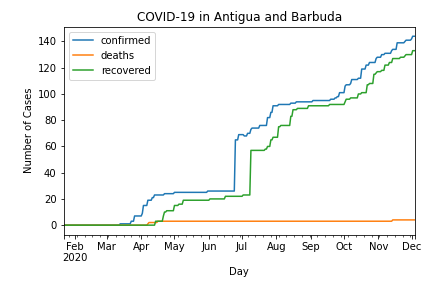 COVID-19 in Antigua and Barbuda
confirmed
deaths
recovered
140
120
100
80
60
40
20
0
Number of Cases
Feb Mar Apr May Jun Jul Aug Sep Oct Nov Dec
2020
Day